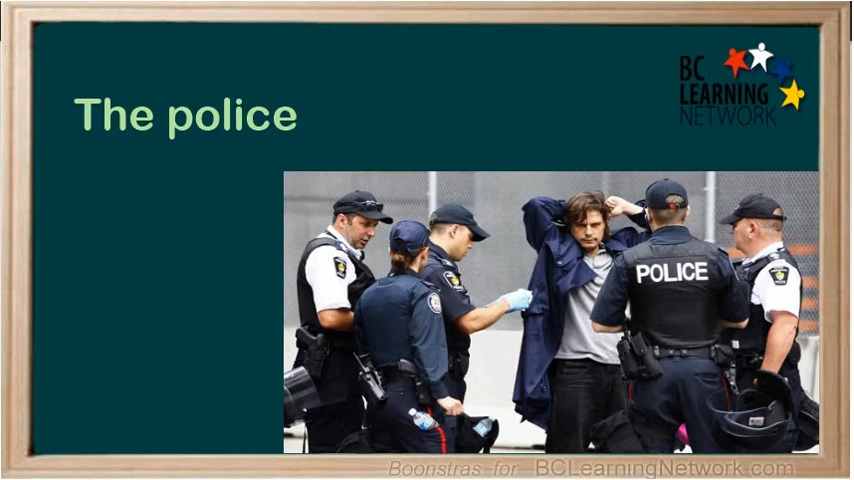 The police
BC
LEARNING
NETWORK
POLICE
Boonstras for BCLearningNetwork.com